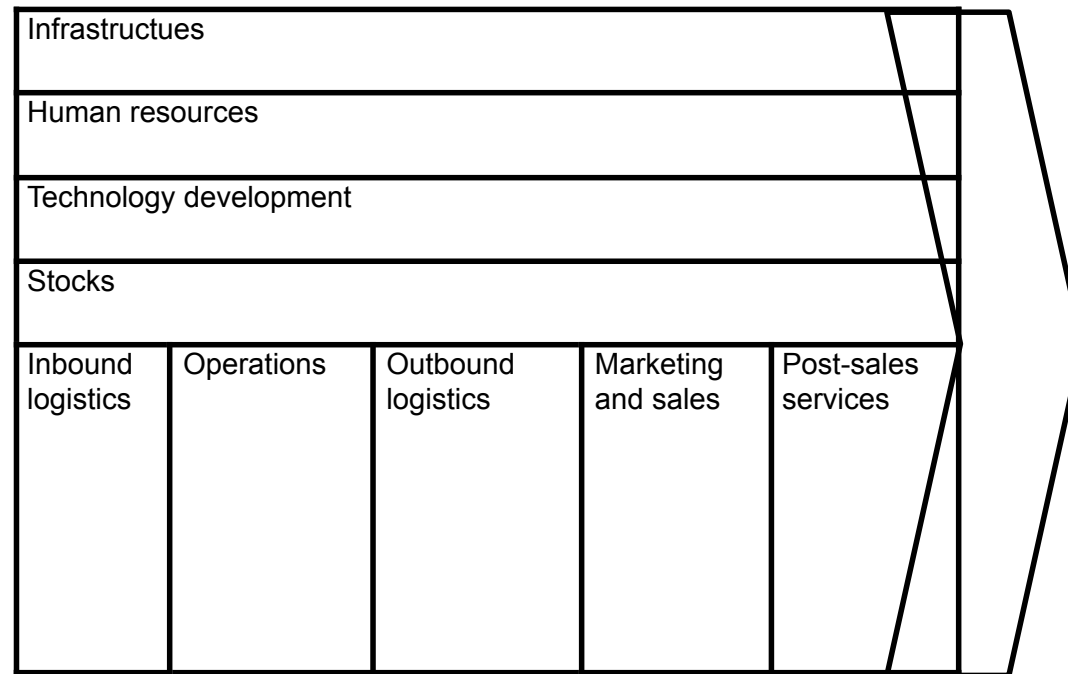 Infrastructues
Human resources
Technology development
Stocks
Inbound
logistics
Operations
Outbound
logistics
Marketing
and sales
Post-sales
services